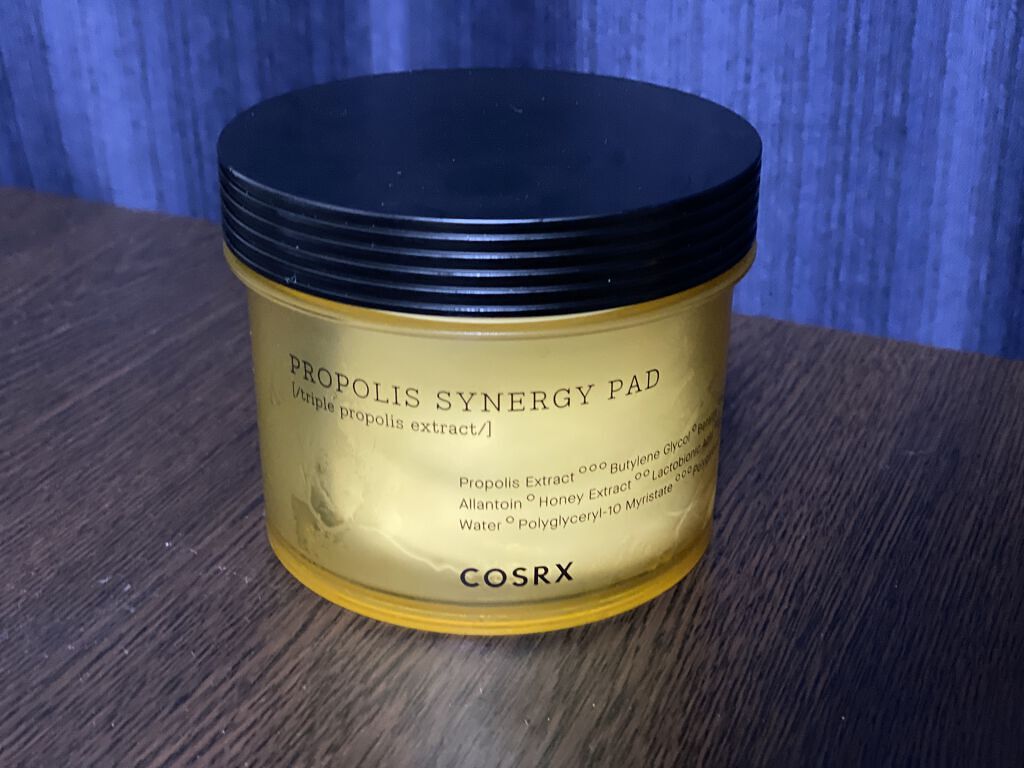 PROPOLIS SYNERGY PAD
[/triple propolis extract/]
Propolis Extract °°° Butylene Glycol °
Allantoin ° Honey Extract °° Lactobionic Acid
Water ° Polyglyceryl-10 Myristate °°°
COSRX